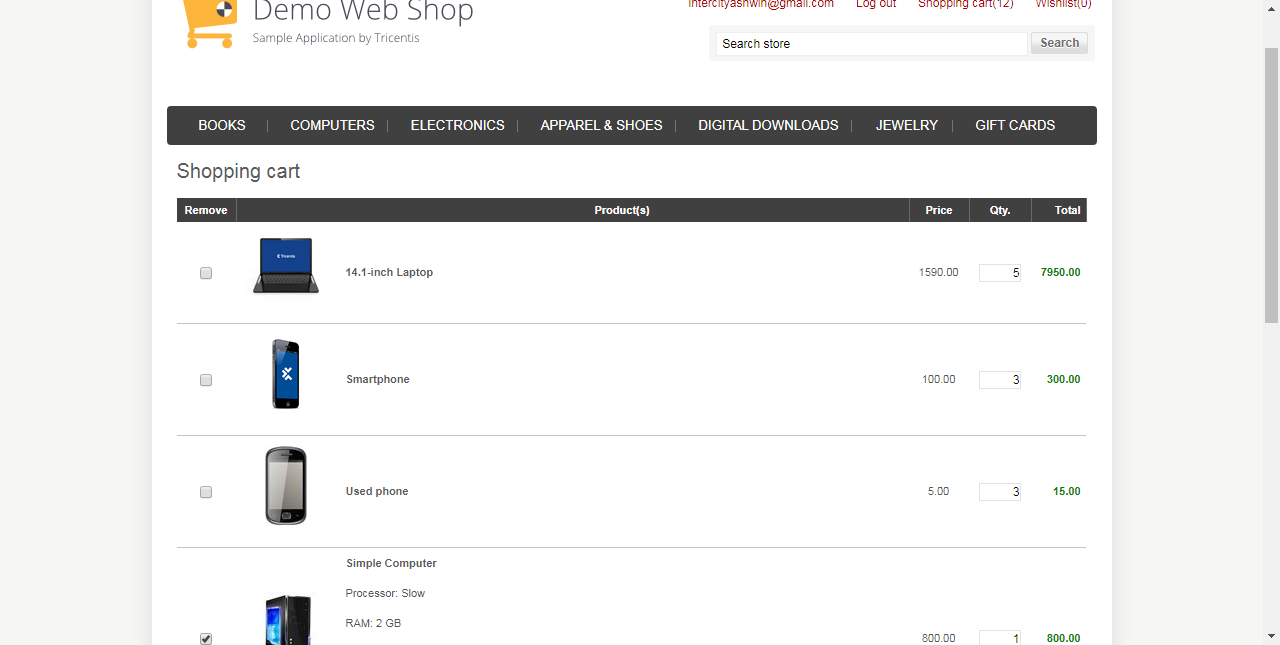 Demo Web Shop
Sample Application by Tricentis
intercityashwin@gmail.com Log out Shopping cart(12) Wishlist(0)
Search store Search
BOOKS COMPUTERS ELECTRONICS APPAREL & SHOES DIGITAL DOWNLOADS JEWELRY GIFT CARDS
Shopping cart
Remove Product(s) Price Qty. Total
Tricentis
14.1-inch Laptop 1590.00 5 7950.00
Smartphone 100.00 3 300.00
Used phone 5.00 3 15.00
Simple Computer
Processor: Slow
RAM: 2 GB
800.00 1 800.00